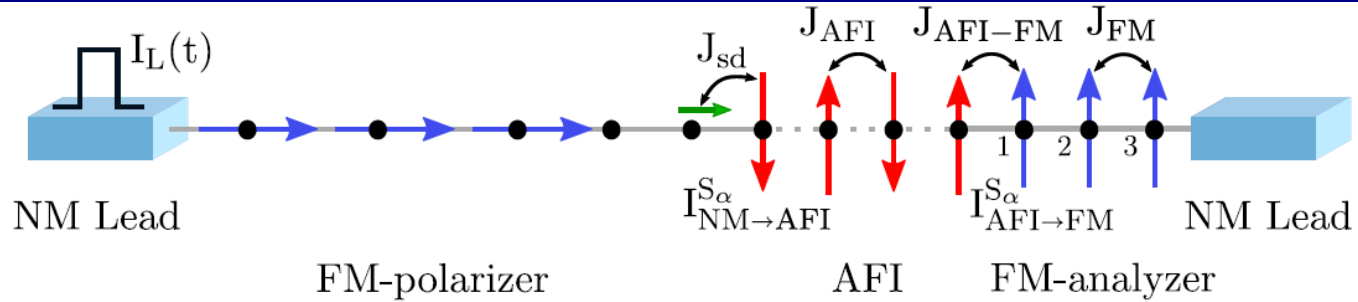 I_L(t)
J_sd
J_AFI
J_AFI−FM
J_FM
1 2 3
I^{S_α}_{NM→AFI}
I^{S_α}_{AFI→FM}
NM Lead
NM Lead
FM-polarizer
AFI
FM-analyzer